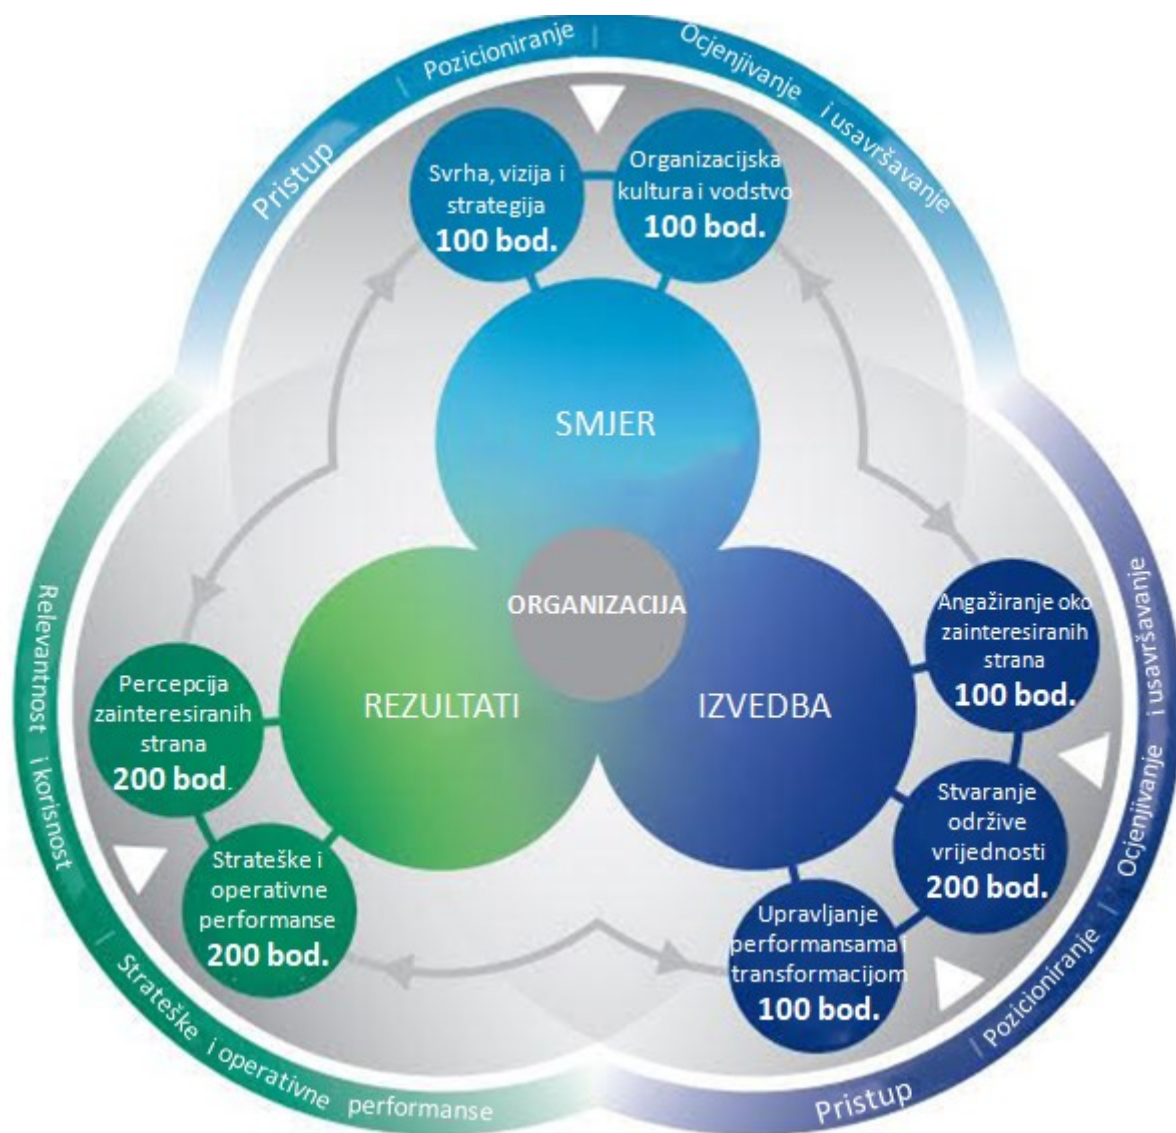 Pristup | Pozicioniranje | Ocjenjivanje i usavršavanje
Svrha, vizija i
strategija
100 bod.
Organizacijska
kultura i vodstvo
100 bod.
SMJER
ORGANIZACIJA
REZULTATI
IZVEDBA
Angažiranje oko
zainteresiranih
strana
100 bod.
Stvaranje
održive
vrijednosti
200 bod.
Upravljanje
performansama i
transformacijom
100 bod.
Percepcija
zainteresiranih
strana
200 bod.
Strateške i
operativne
performanse
200 bod.
Relevantnost i korisnost | Strateške i operativne performanse
Pristup | Pozicioniranje | Ocjenjivanje i usavršavanje